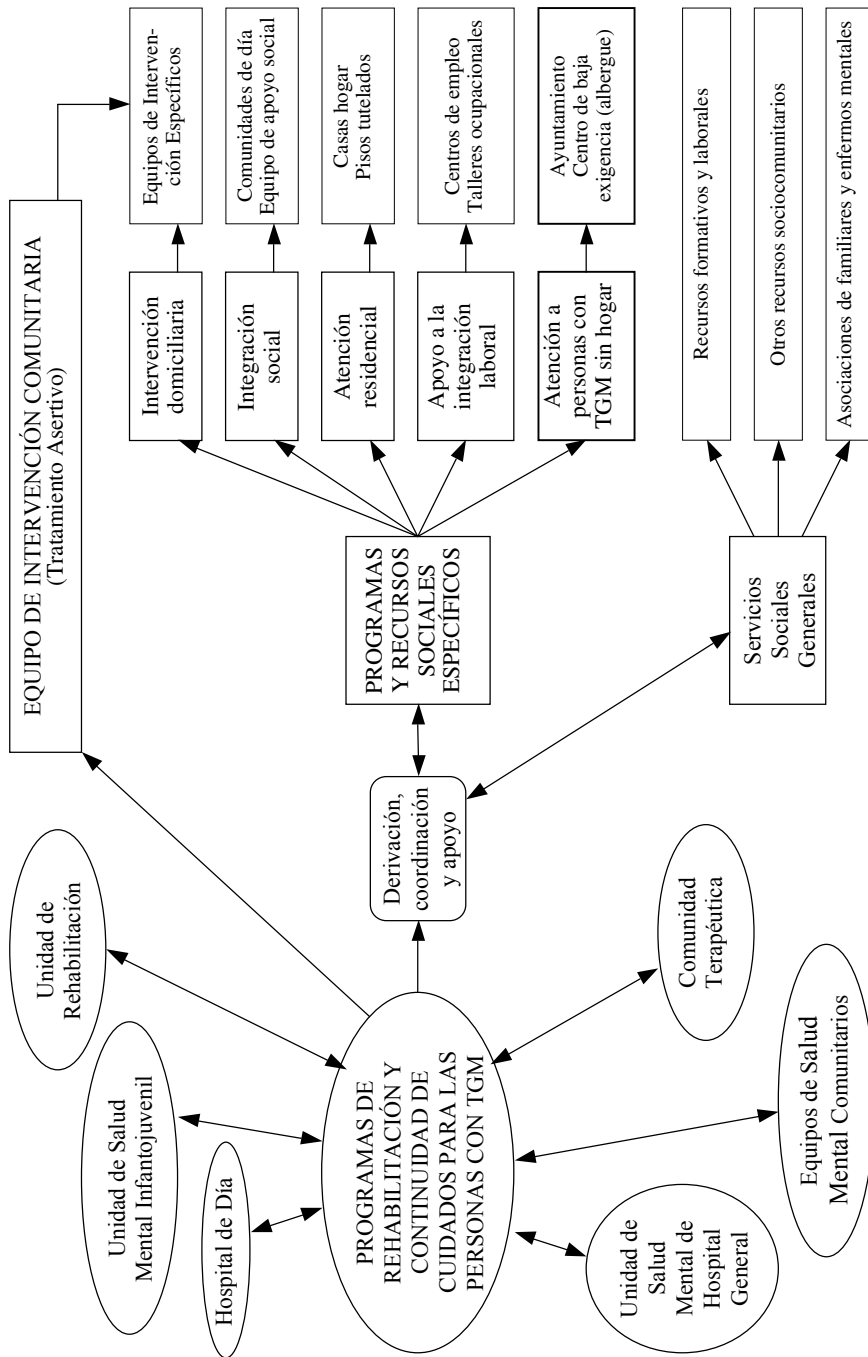 Hospital de Día
Unidad de Salud
Mental Infantojuvenil
Unidad de
Rehabilitación
PROGRAMAS DE
REHABILITACIÓN Y
CONTINUIDAD DE
CUIDADOS PARA LAS
PERSONAS CON TGM
Unidad de
Salud
Mental de
Hospital
General
Equipos de Salud
Mental Comunitarios
Comunidad
Terapéutica
Derivación,
coordinación
y apoyo
EQUIPO DE INTERVENCIÓN COMUNITARIA
(Tratamiento Asertivo)
PROGRAMAS
Y RECURSOS
SOCIALES
ESPECÍFICOS
Servicios
Sociales
Generales
Intervención
domiciliaria
Equipos de Interven-
ción Específicos
Integración
social
Comunidades de día
Equipo de apoyo social
Atención
residencial
Casas hogar
Pisos tutelados
Apoyo a la
integración
laboral
Centros de empleo
Talleres ocupacionales
Atención a
personas con
TGM sin hogar
Ayuntamiento
Centro de baja
exigencia (albergue)
Recursos formativos y laborales
Otros recursos sociocomunitarios
Asociaciones de familiares y enfermos mentales